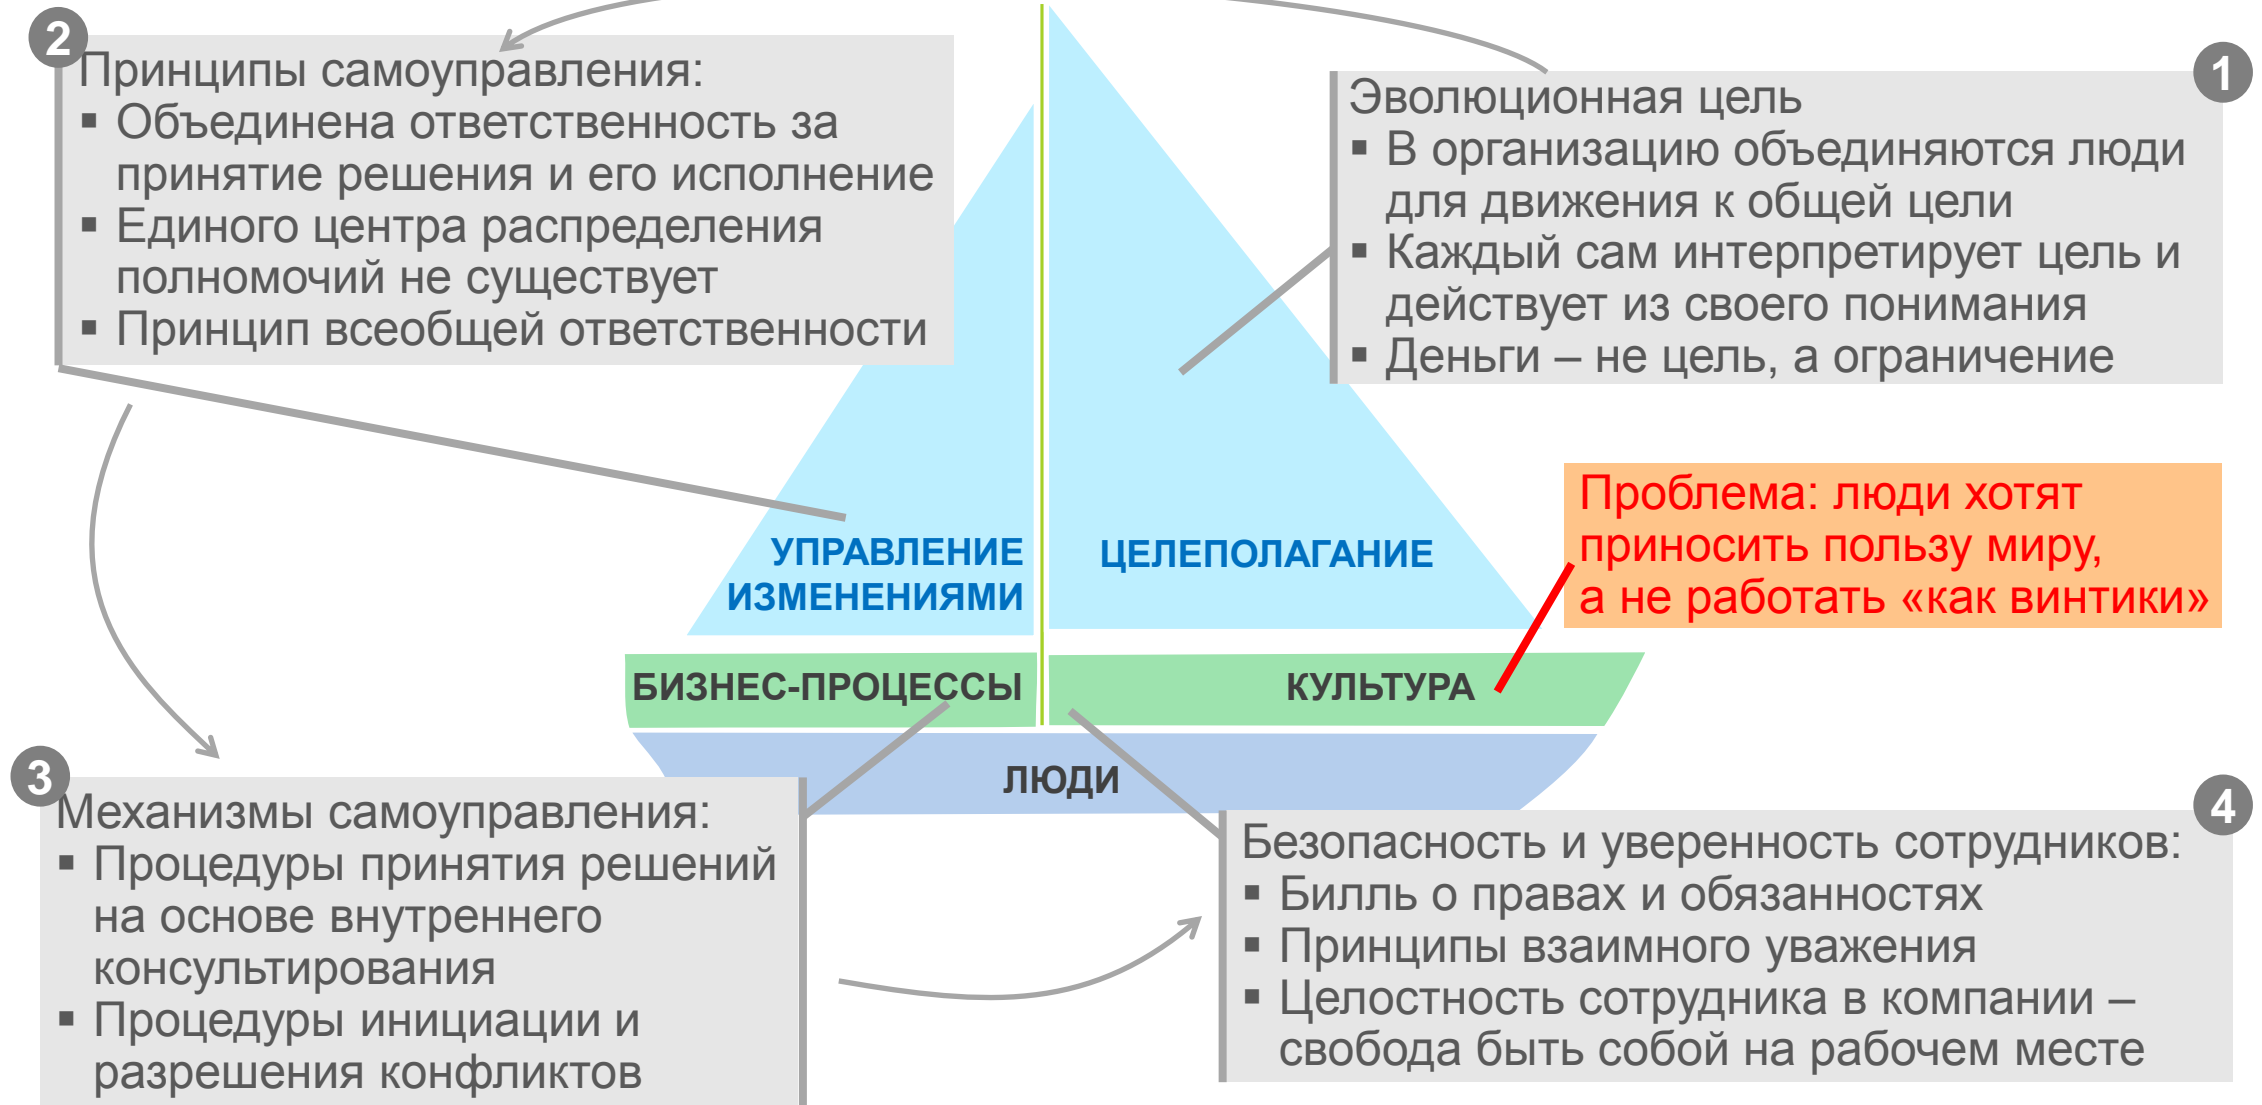 2
Принципы самоуправления:
▪ Объединена ответственность за
принятие решения и его исполнение
▪ Единого центра распределения
полномочий не существует
▪ Принцип всеобщей ответственности
1
Эволюционная цель
▪ В организацию объединяются люди
для движения к общей цели
▪ Каждый сам интерпретирует цель и
действует из своего понимания
▪ Деньги – не цель, а ограничение
Проблема: люди хотят
приносить пользу миру,
а не работать «как винтики»
УПРАВЛЕНИЕ
ИЗМЕНЕНИЯМИ
ЦЕЛЕПОЛАГАНИЕ
БИЗНЕС-ПРОЦЕССЫ
КУЛЬТУРА
ЛЮДИ
3
Механизмы самоуправления:
▪ Процедуры принятия решений
на основе внутреннего
консультирования
▪ Процедуры инициации и
разрешения конфликтов
4
Безопасность и уверенность сотрудников:
▪ Билль о правах и обязанностях
▪ Принципы взаимного уважения
▪ Целостность сотрудника в компании –
свобода быть собой на рабочем месте